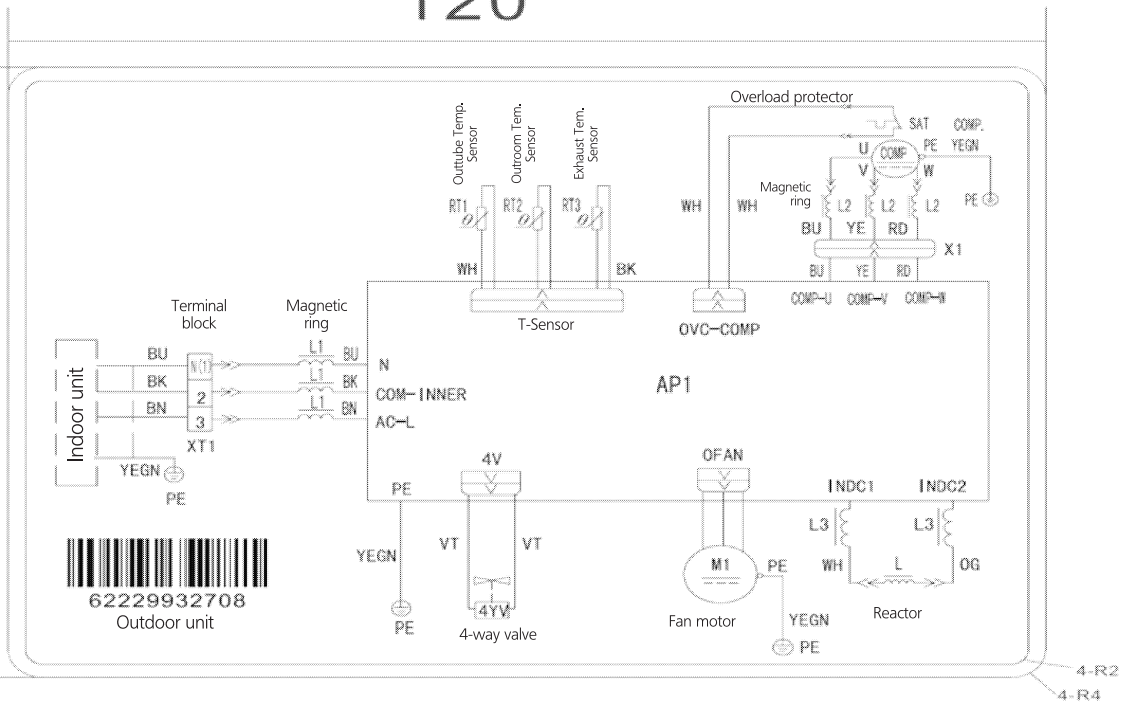 120
Outtube Temp.
Sensor
Outroom Tem.
Sensor
Exhaust Tem.
Sensor
Overload protector
SAT
COMP.
U
COMP
PE
YEGN
V
W
Magnetic
ring
L2
L2
L2
PE
RT1
RT2
RT3
WH
WH
BU
YE
RD
X1
WH
BK
BU
YE
RD
COMP-U
COMP-V
COMP-W
T-Sensor
OVC-COMP
Terminal
block
Magnetic
ring
Indoor unit
BU
N(1)
L1
BU
N
BK
2
L1
BK
COM-INNER
BN
3
L1
BN
AC-L
XT1
YEGN
PE
AP1
PE
4V
OFAN
INDC1
INDC2
L3
L3
YEGN
VT
VT
M1
PE
WH
L
OG
62229932708
Outdoor unit
PE
4YV
4-way valve
Fan motor
YEGN
PE
Reactor
4-R2
4-R4